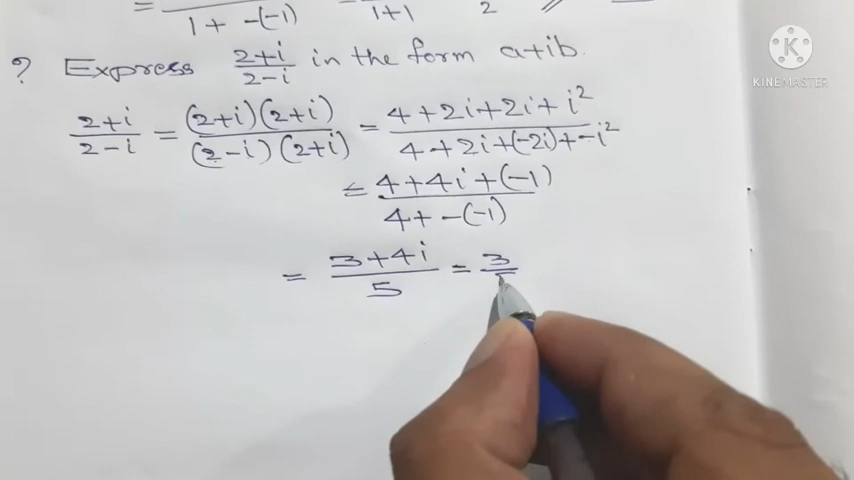 = 1 + -(-1) 1+1 2 //
? Express 2+i/2-i in the form a+ib.
2+i/2-i = (2+i)(2+i)/(2-i)(2+i) = 4+2i+2i+i²/4+2i+(-2i)+-i²
= 4+4i+(-1)/4+-(-1)
= 3+4i/5 = 3
K
KINEMASTER